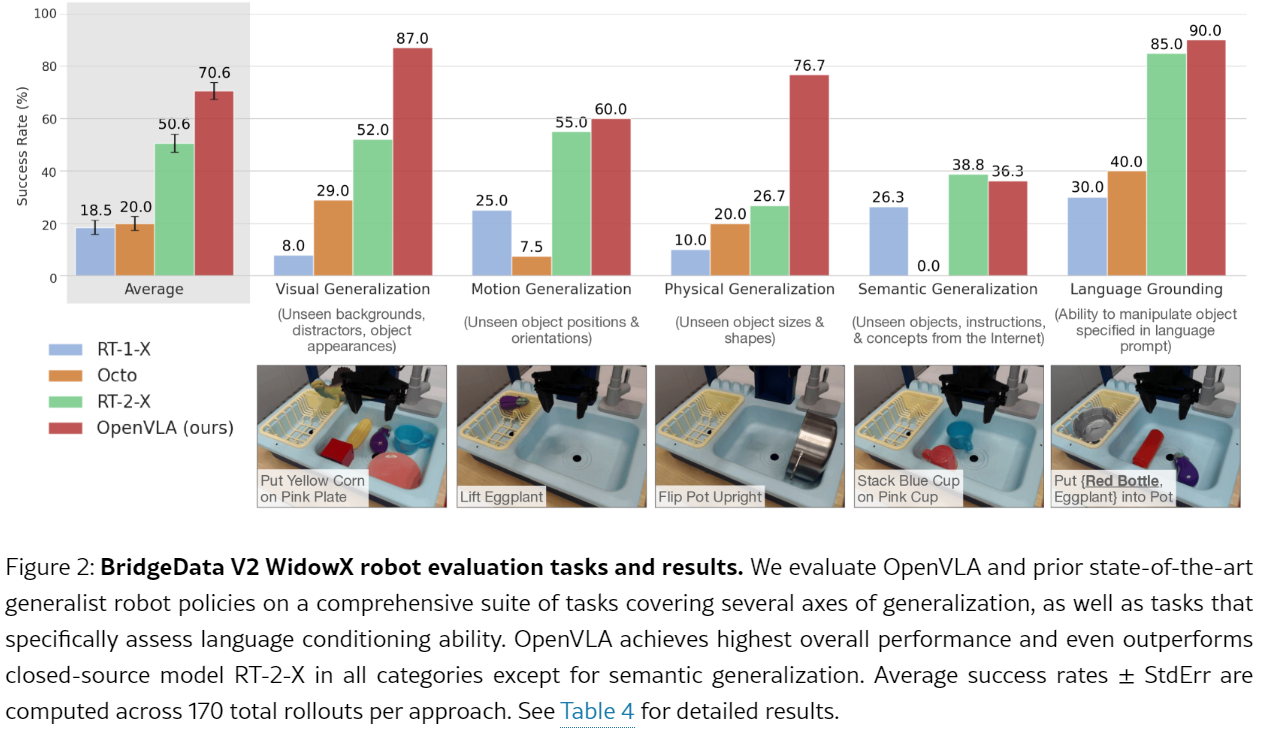 100
80
60
40
20
0
Success Rate (%)
18.5
20.0
50.6
70.6
8.0
29.0
52.0
87.0
25.0
7.5
55.0
60.0
10.0
20.0
26.7
76.7
26.3
0.0
38.8
36.3
30.0
40.0
85.0
90.0
Average
Visual Generalization
(Unseen backgrounds,
distractors, object
appearances)
Motion Generalization
(Unseen object positions &
orientations)
Physical Generalization
(Unseen object sizes &
shapes)
Semantic Generalization
(Unseen objects, instructions,
& concepts from the Internet)
Language Grounding
(Ability to manipulate object
specified in language
prompt)
RT-1-X
Octo
RT-2-X
OpenVLA (ours)
Put Yellow Corn
on Pink Plate
Lift Eggplant
Flip Pot Upright
Stack Blue Cup
on Pink Cup
Put {Red Bottle,
Eggplant} into Pot
Figure 2: BridgeData V2 WidowX robot evaluation tasks and results. We evaluate OpenVLA and prior state-of-the-art
generalist robot policies on a comprehensive suite of tasks covering several axes of generalization, as well as tasks that
specifically assess language conditioning ability. OpenVLA achieves highest overall performance and even outperforms
closed-source model RT-2-X in all categories except for semantic generalization. Average success rates ± StdErr are
computed across 170 total rollouts per approach. See Table 4 for detailed results.